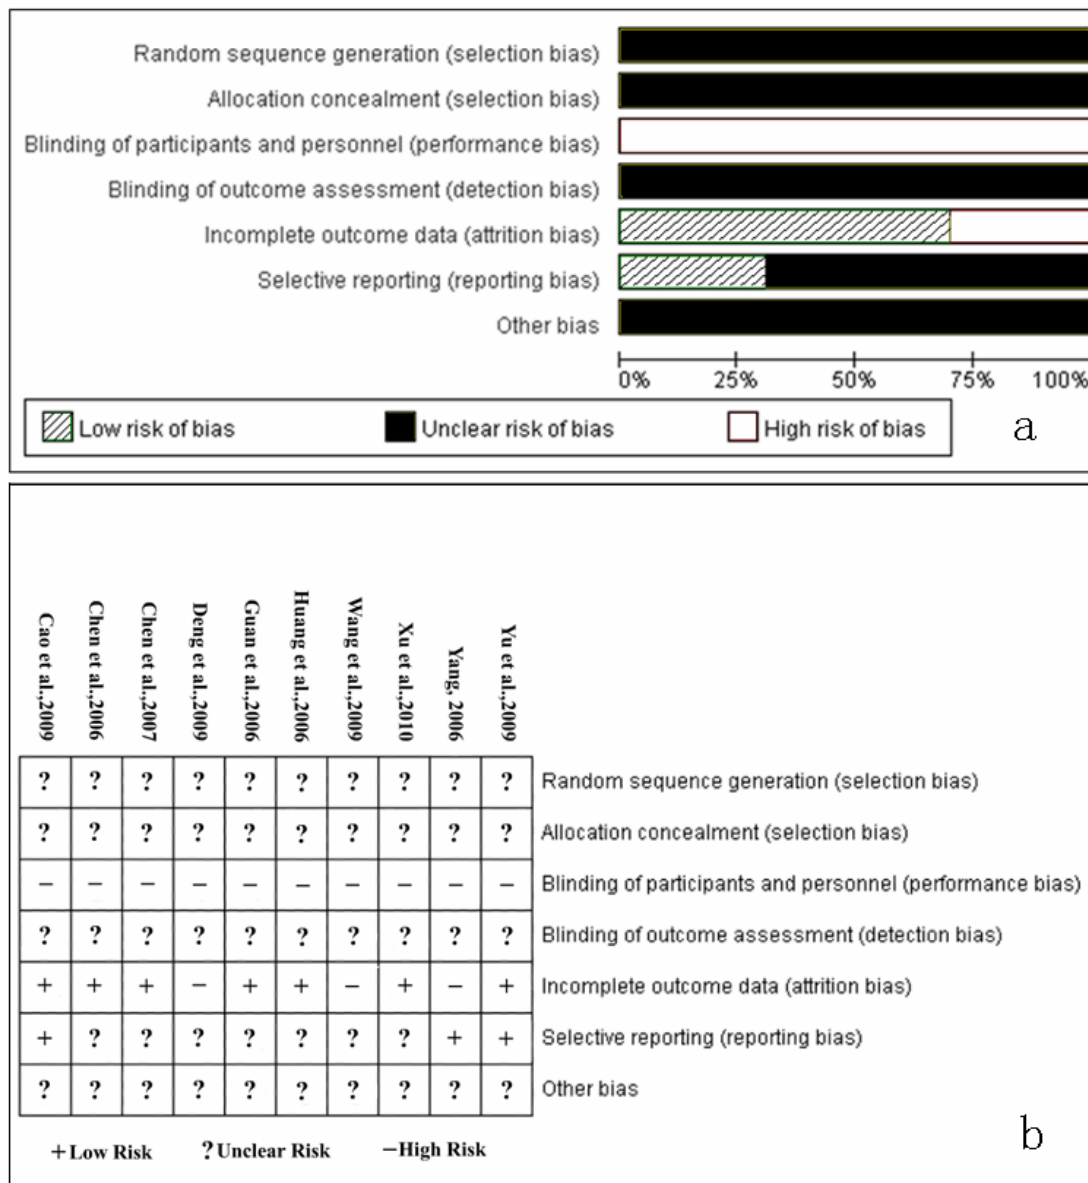 Random sequence generation (selection bias)
Allocation concealment (selection bias)
Blinding of participants and personnel (performance bias)
Blinding of outcome assessment (detection bias)
Incomplete outcome data (attrition bias)
Selective reporting (reporting bias)
Other bias
0% 25% 50% 75% 100%
Low risk of bias Unclear risk of bias High risk of bias
a
Cao et al.,2009
Chen et al.,2006
Chen et al.,2007
Deng et al.,2009
Guan et al.,2006
Huang et al.,2006
Wang et al.,2009
Xu et al.,2010
Yang, 2006
Yu et al.,2009
? ? ? ? ? ? ? ? ? ? Random sequence generation (selection bias)
? ? ? ? ? ? ? ? ? ? Allocation concealment (selection bias)
− − − − − − − − − − Blinding of participants and personnel (performance bias)
? ? ? ? ? ? ? ? ? ? Blinding of outcome assessment (detection bias)
+ + + − + + − + − + Incomplete outcome data (attrition bias)
+ ? ? ? ? ? ? ? + + Selective reporting (reporting bias)
? ? ? ? ? ? ? ? ? ? Other bias
+Low Risk ?Unclear Risk −High Risk
b